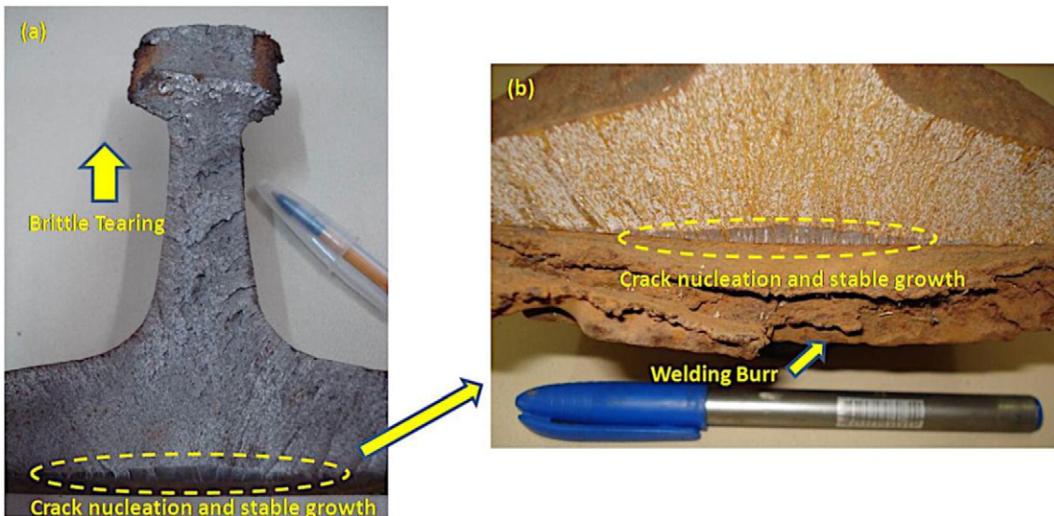 (a)
Brittle Tearing
Crack nucleation and stable growth
(b)
Crack nucleation and stable growth
Welding Burr